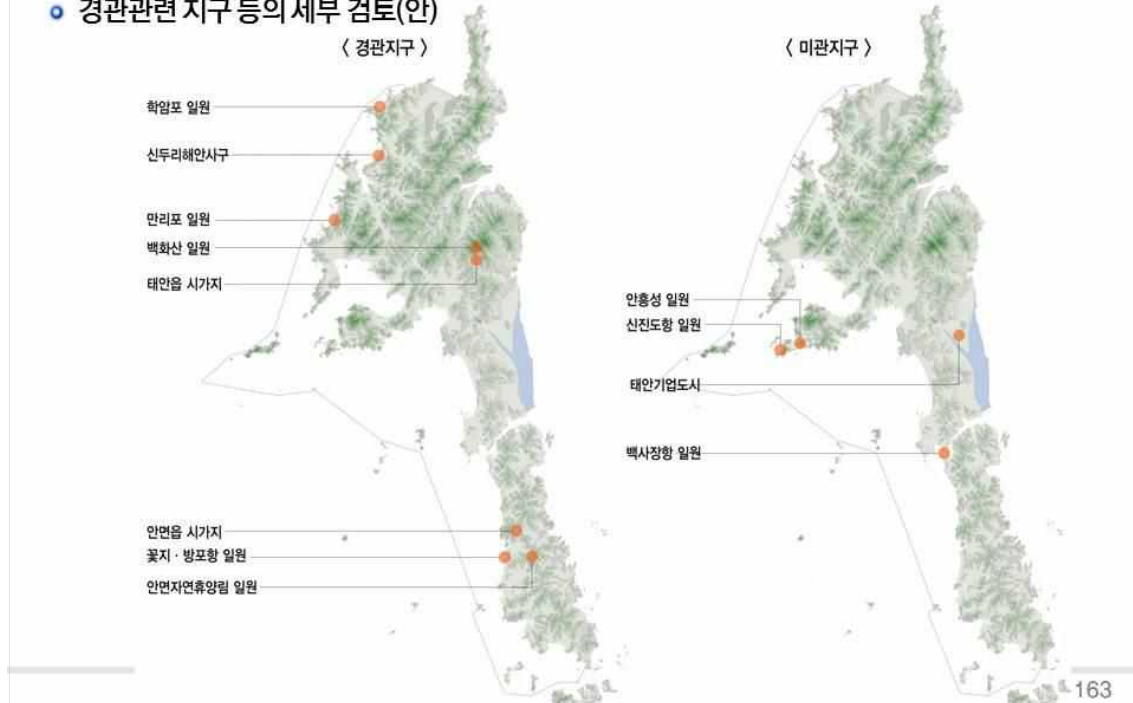 경관관련 지구 등의 세부 검토(안)
〈 경관지구 〉
학암포 일원
신두리해안사구
만리포 일원
백화산 일원
태안읍 시가지
안면읍 시가지
꽃지 · 방포항 일원
안면자연휴양림 일원
〈 미관지구 〉
안흥성 일원
신진도항 일원
태안기업도시
백사장항 일원
163